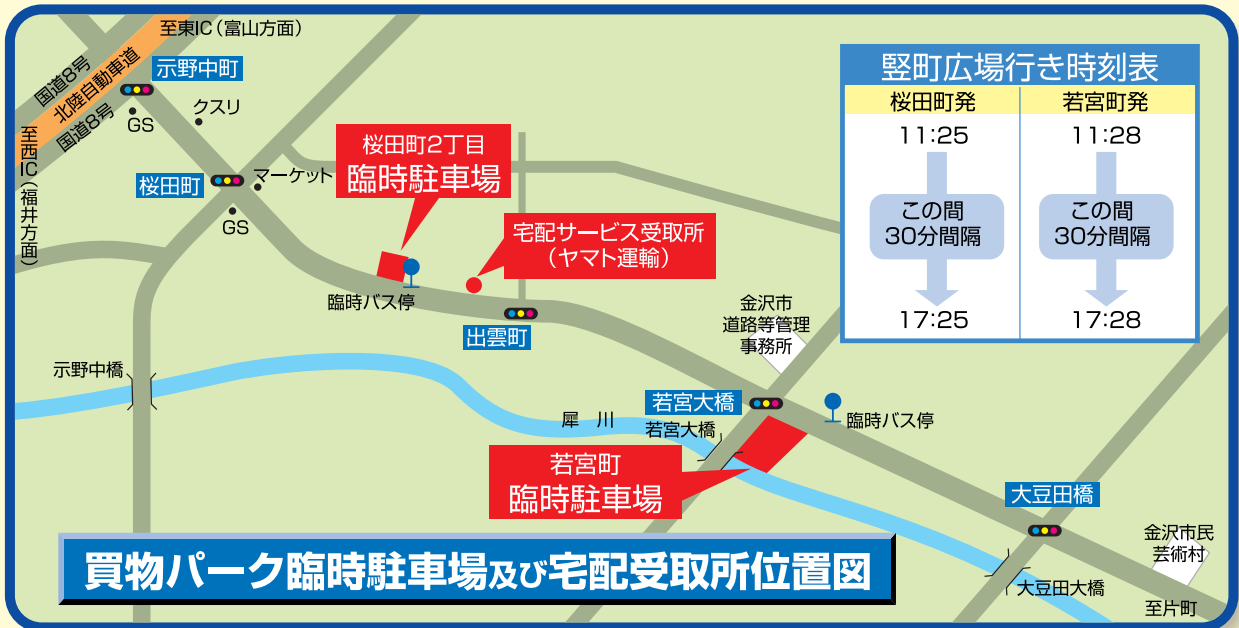 至東IC（富山方面）
国道8号
北陸自動車道
国道8号
至西IC（福井方面）
示野中町
GS
クスリ
桜田町
マーケット
GS
桜田町2丁目
臨時駐車場
宅配サービス受取所
（ヤマト運輸）
臨時バス停
出雲町
竪町広場行き時刻表
桜田町発
11:25
この間
30分間隔
17:25
若宮町発
11:28
この間
30分間隔
17:28
金沢市
道路等管理
事務所
示野中橋
犀川
若宮大橋
若宮大橋
臨時バス停
若宮町
臨時駐車場
大豆田橋
金沢市民
芸術村
大豆田大橋
至片町
買物パーク臨時駐車場及び宅配受取所位置図